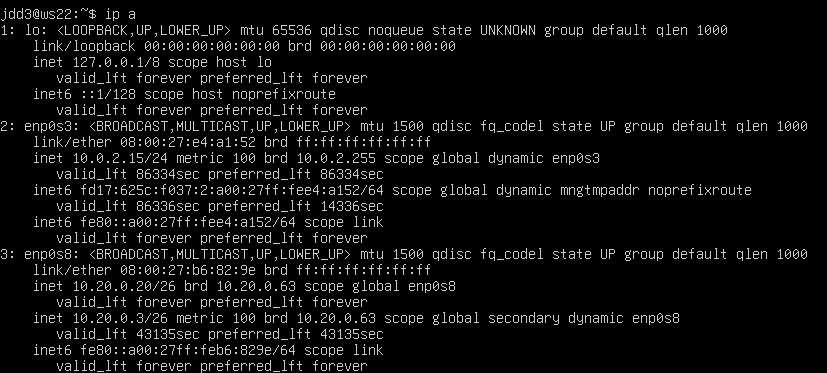 jdd3@ws22:~$ ip a
1: lo: <LOOPBACK,UP,LOWER_UP> mtu 65536 qdisc noqueue state UNKNOWN group default qlen 1000
    link/loopback 00:00:00:00:00:00 brd 00:00:00:00:00:00
    inet 127.0.0.1/8 scope host lo
       valid_lft forever preferred_lft forever
    inet6 ::1/128 scope host noprefixroute
       valid_lft forever preferred_lft forever
2: enp0s3: <BROADCAST,MULTICAST,UP,LOWER_UP> mtu 1500 qdisc fq_codel state UP group default qlen 1000
    link/ether 08:00:27:e4:a1:52 brd ff:ff:ff:ff:ff:ff
    inet 10.0.2.15/24 metric 100 brd 10.0.2.255 scope global dynamic enp0s3
       valid_lft 86334sec preferred_lft 86334sec
    inet6 fd17:625c:f037:2:a00:27ff:fee4:a152/64 scope global dynamic mngtmpaddr noprefixroute
       valid_lft 86336sec preferred_lft 14336sec
    inet6 fe80::a00:27ff:fee4:a152/64 scope link
       valid_lft forever preferred_lft forever
3: enp0s8: <BROADCAST,MULTICAST,UP,LOWER_UP> mtu 1500 qdisc fq_codel state UP group default qlen 1000
    link/ether 08:00:27:b6:82:9e brd ff:ff:ff:ff:ff:ff
    inet 10.20.0.20/26 brd 10.20.0.63 scope global enp0s8
       valid_lft forever preferred_lft forever
    inet 10.20.0.3/26 metric 100 brd 10.20.0.63 scope global secondary dynamic enp0s8
       valid_lft 43135sec preferred_lft 43135sec
    inet6 fe80::a00:27ff:feb6:829e/64 scope link
       valid_lft forever preferred_lft forever